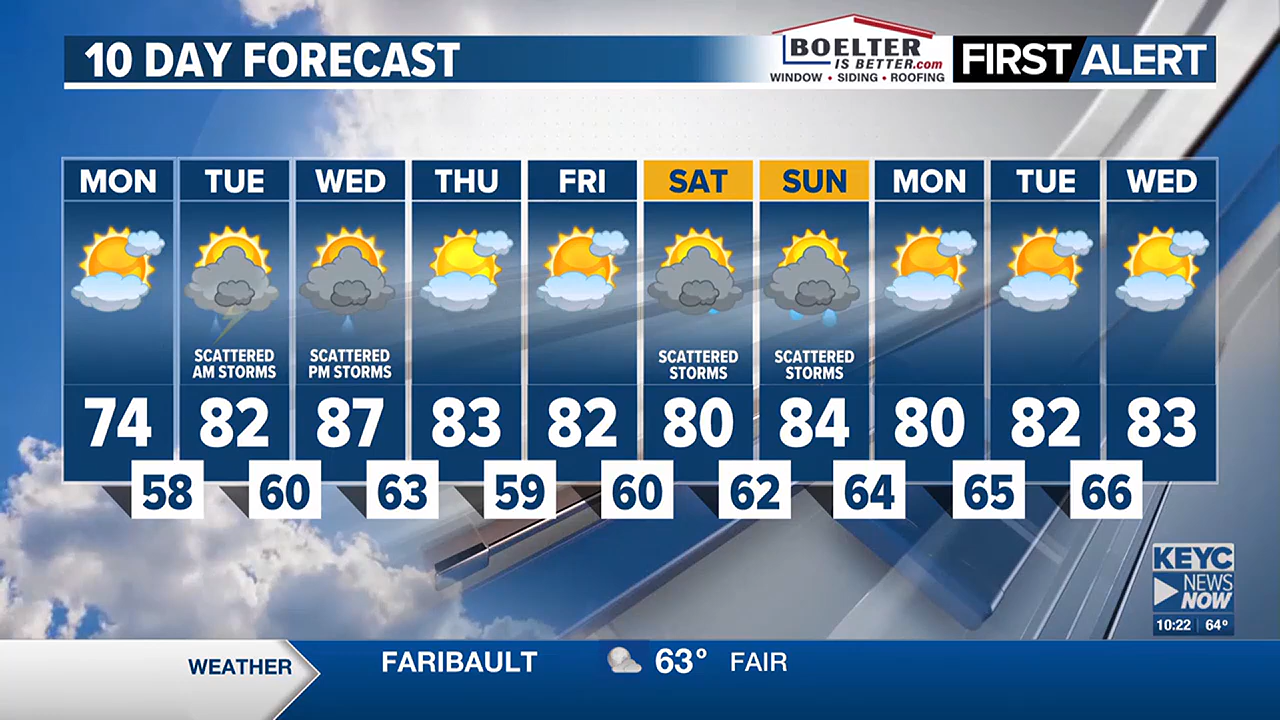 10 DAY FORECAST
BOELTER
IS BETTER.com
WINDOW • SIDING • ROOFING
FIRST ALERT
MON TUE WED THU FRI SAT SUN MON TUE WED
SCATTERED AM STORMS
SCATTERED PM STORMS
SCATTERED STORMS
SCATTERED STORMS
74 82 87 83 82 80 84 80 82 83
58 60 63 59 60 62 64 65 66
KEYC
NEWS
NOW
10:22 64°
WEATHER FARIBAULT 63° FAIR